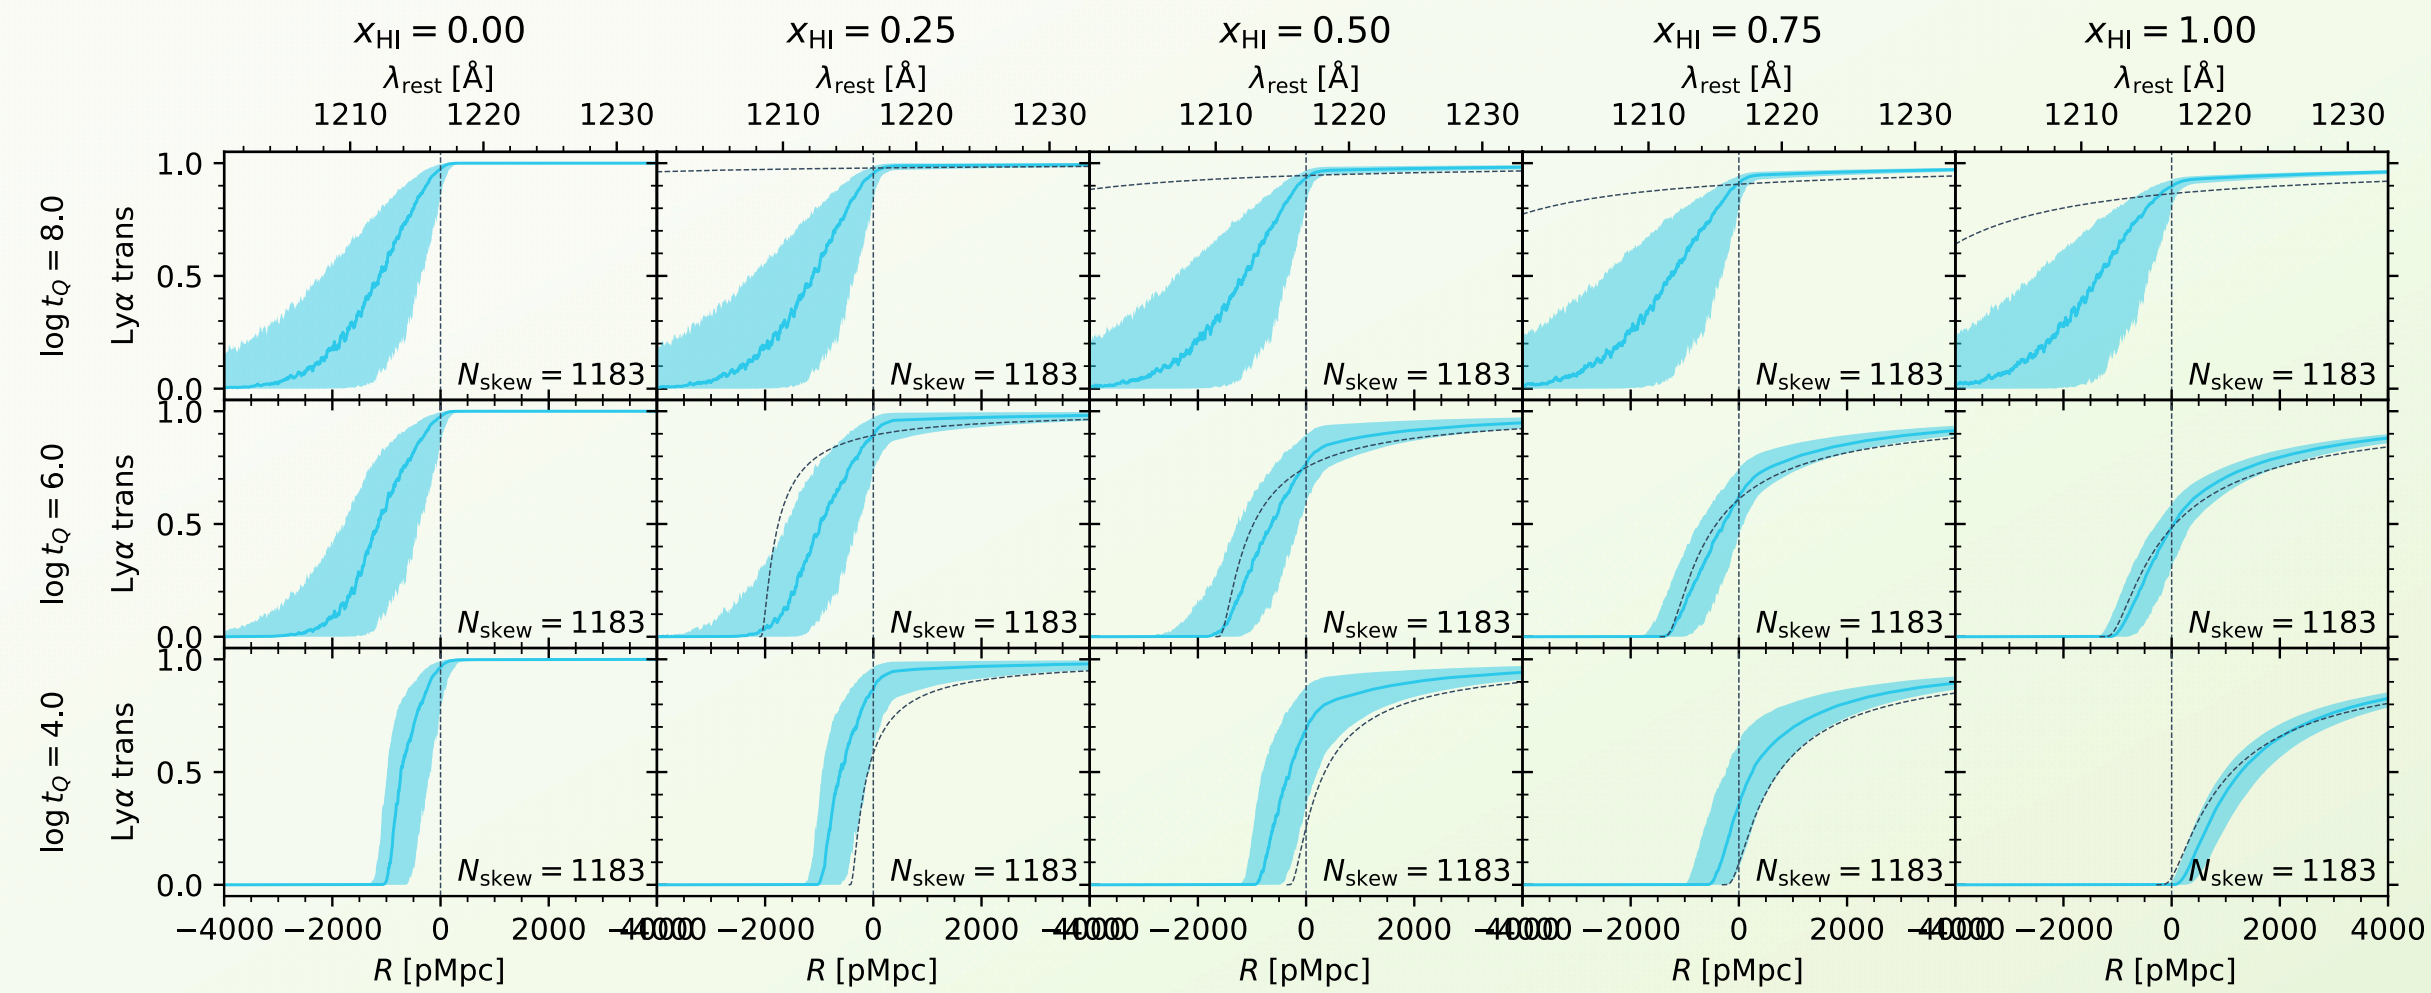 x_HI = 0.00 x_HI = 0.25 x_HI = 0.50 x_HI = 0.75 x_HI = 1.00
λ_rest [Å] λ_rest [Å] λ_rest [Å] λ_rest [Å] λ_rest [Å]
1210 1220 1230 1210 1220 1230 1210 1220 1230 1210 1220 1230 1210 1220 1230
log t_Q = 8.0
Lyα trans
1.0
0.5
0.0
N_skew = 1183 N_skew = 1183 N_skew = 1183 N_skew = 1183 N_skew = 1183
log t_Q = 6.0
Lyα trans
1.0
0.5
0.0
N_skew = 1183 N_skew = 1183 N_skew = 1183 N_skew = 1183 N_skew = 1183
log t_Q = 4.0
Lyα trans
1.0
0.5
0.0
N_skew = 1183 N_skew = 1183 N_skew = 1183 N_skew = 1183 N_skew = 1183
−4000 −2000 0 2000 4000 −4000 −2000 0 2000 4000 −4000 −2000 0 2000 4000 −4000 −2000 0 2000 4000 −4000 −2000 0 2000 4000
R [pMpc] R [pMpc] R [pMpc] R [pMpc] R [pMpc]